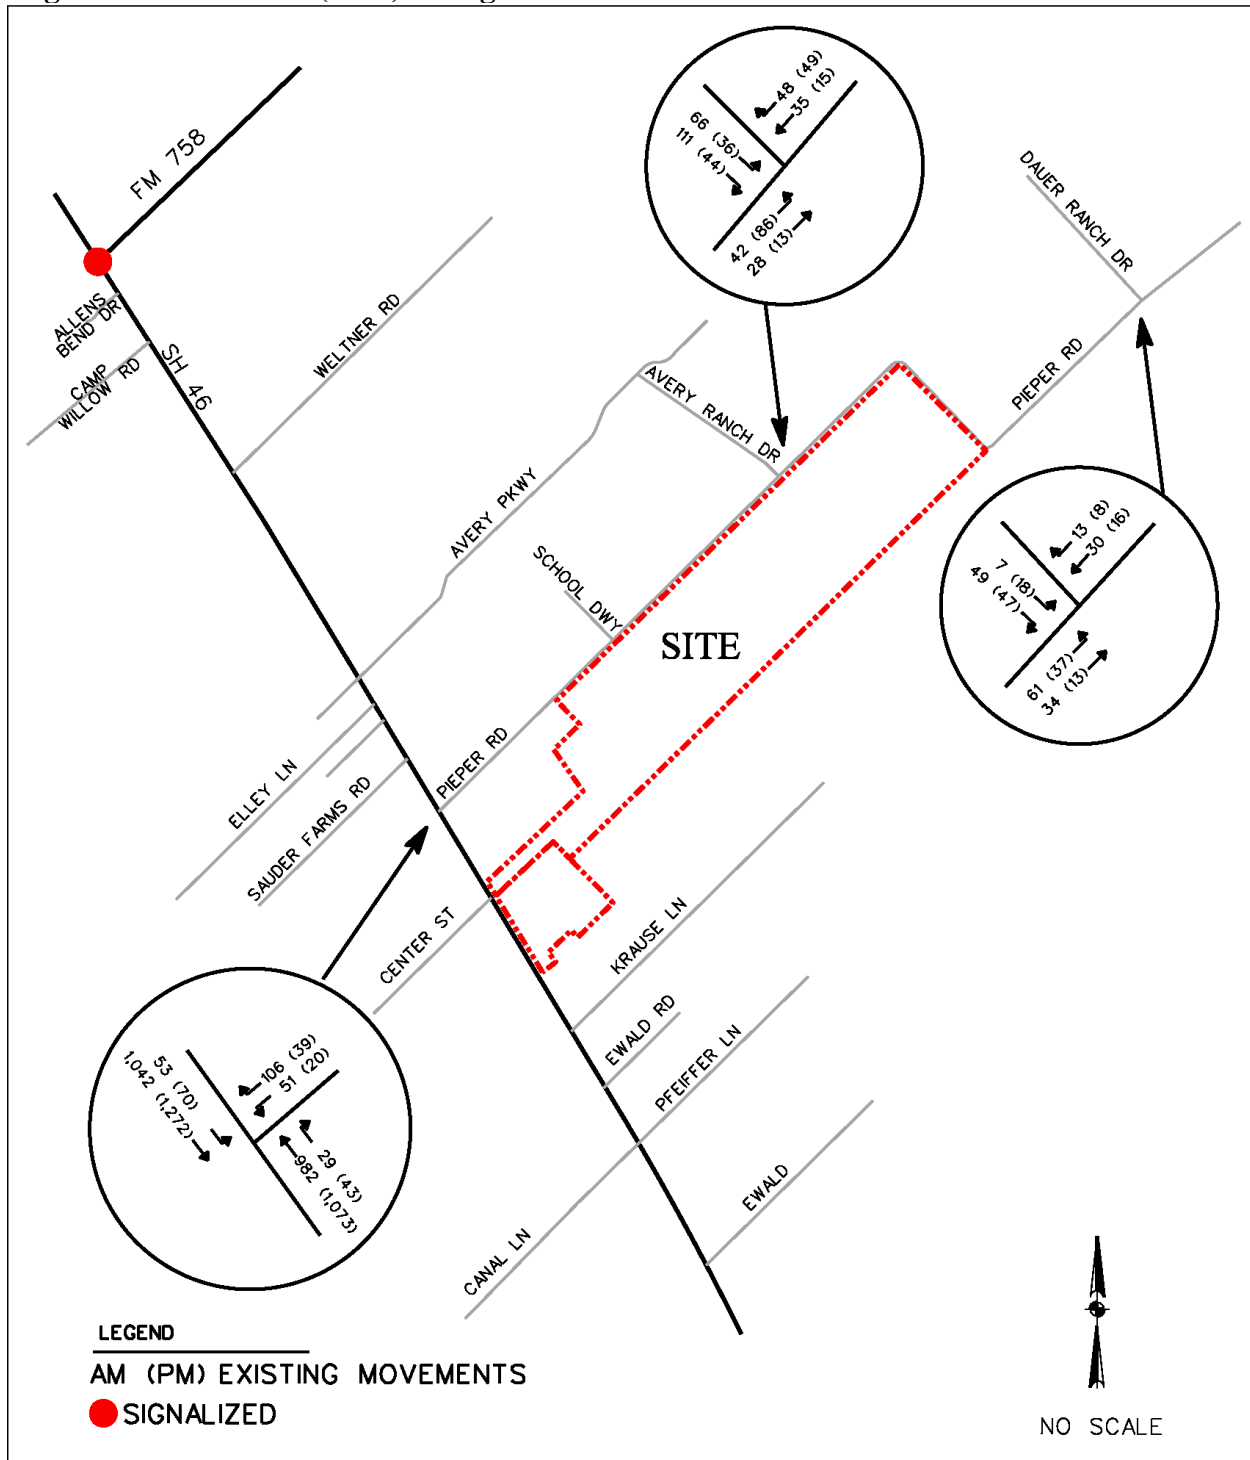 48 (49)
35 (15)
66 (36)
111 (44)
42 (86)
28 (13)
FM 758
DAUER RANCH DR
ALLENS
BEND DR
CAMP
WILLOW RD
SH 46
WELTNER RD
AVERY RANCH DR
PIEPER RD
AVERY PKWY
SCHOOL DWY
SITE
13 (8)
30 (16)
7 (18)
49 (47)
61 (37)
34 (13)
PIEPER RD
ELLEY LN
SAUDER FARMS RD
CENTER ST
KRAUSE LN
EWALD RD
PFEIFFER LN
EWALD
CANAL LN
106 (39)
51 (20)
53 (70)
1,042 (1,272)
29 (43)
982 (1,073)
LEGEND
AM (PM) EXISTING MOVEMENTS
SIGNALIZED
NO SCALE